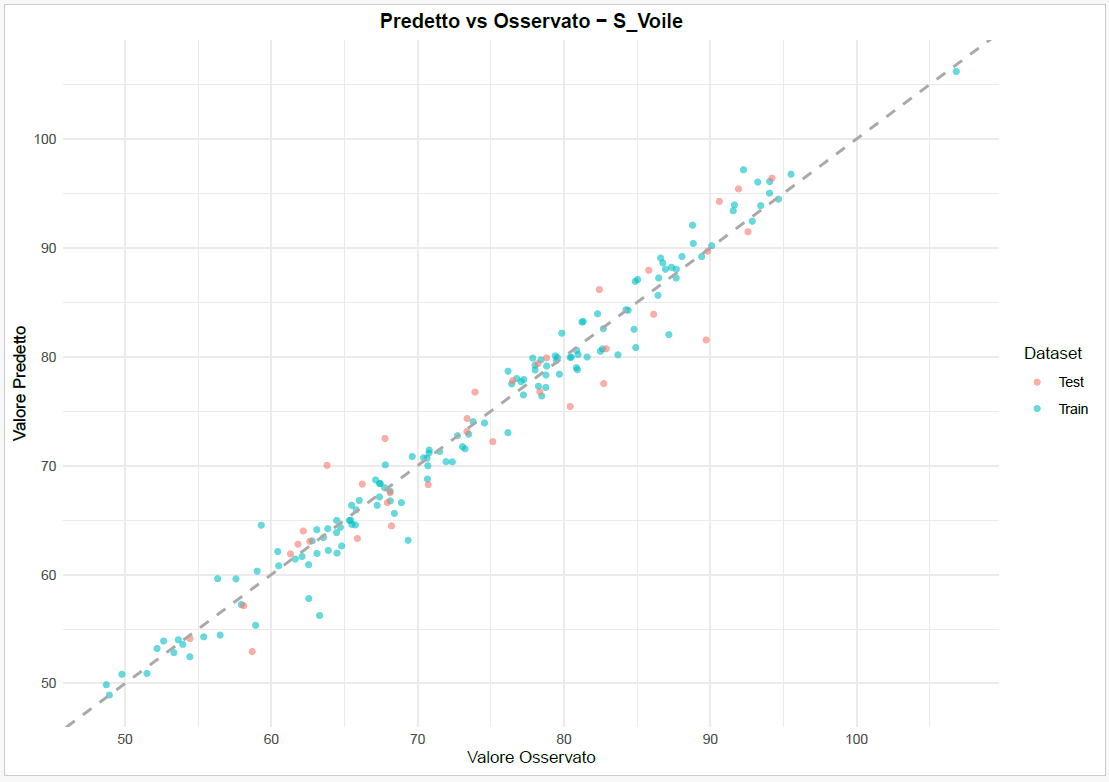 Predetto vs Osservato − S_Voile
Valore Predetto
100
90
80
70
60
50
50 60 70 80 90 100
Valore Osservato
Dataset
Test
Train